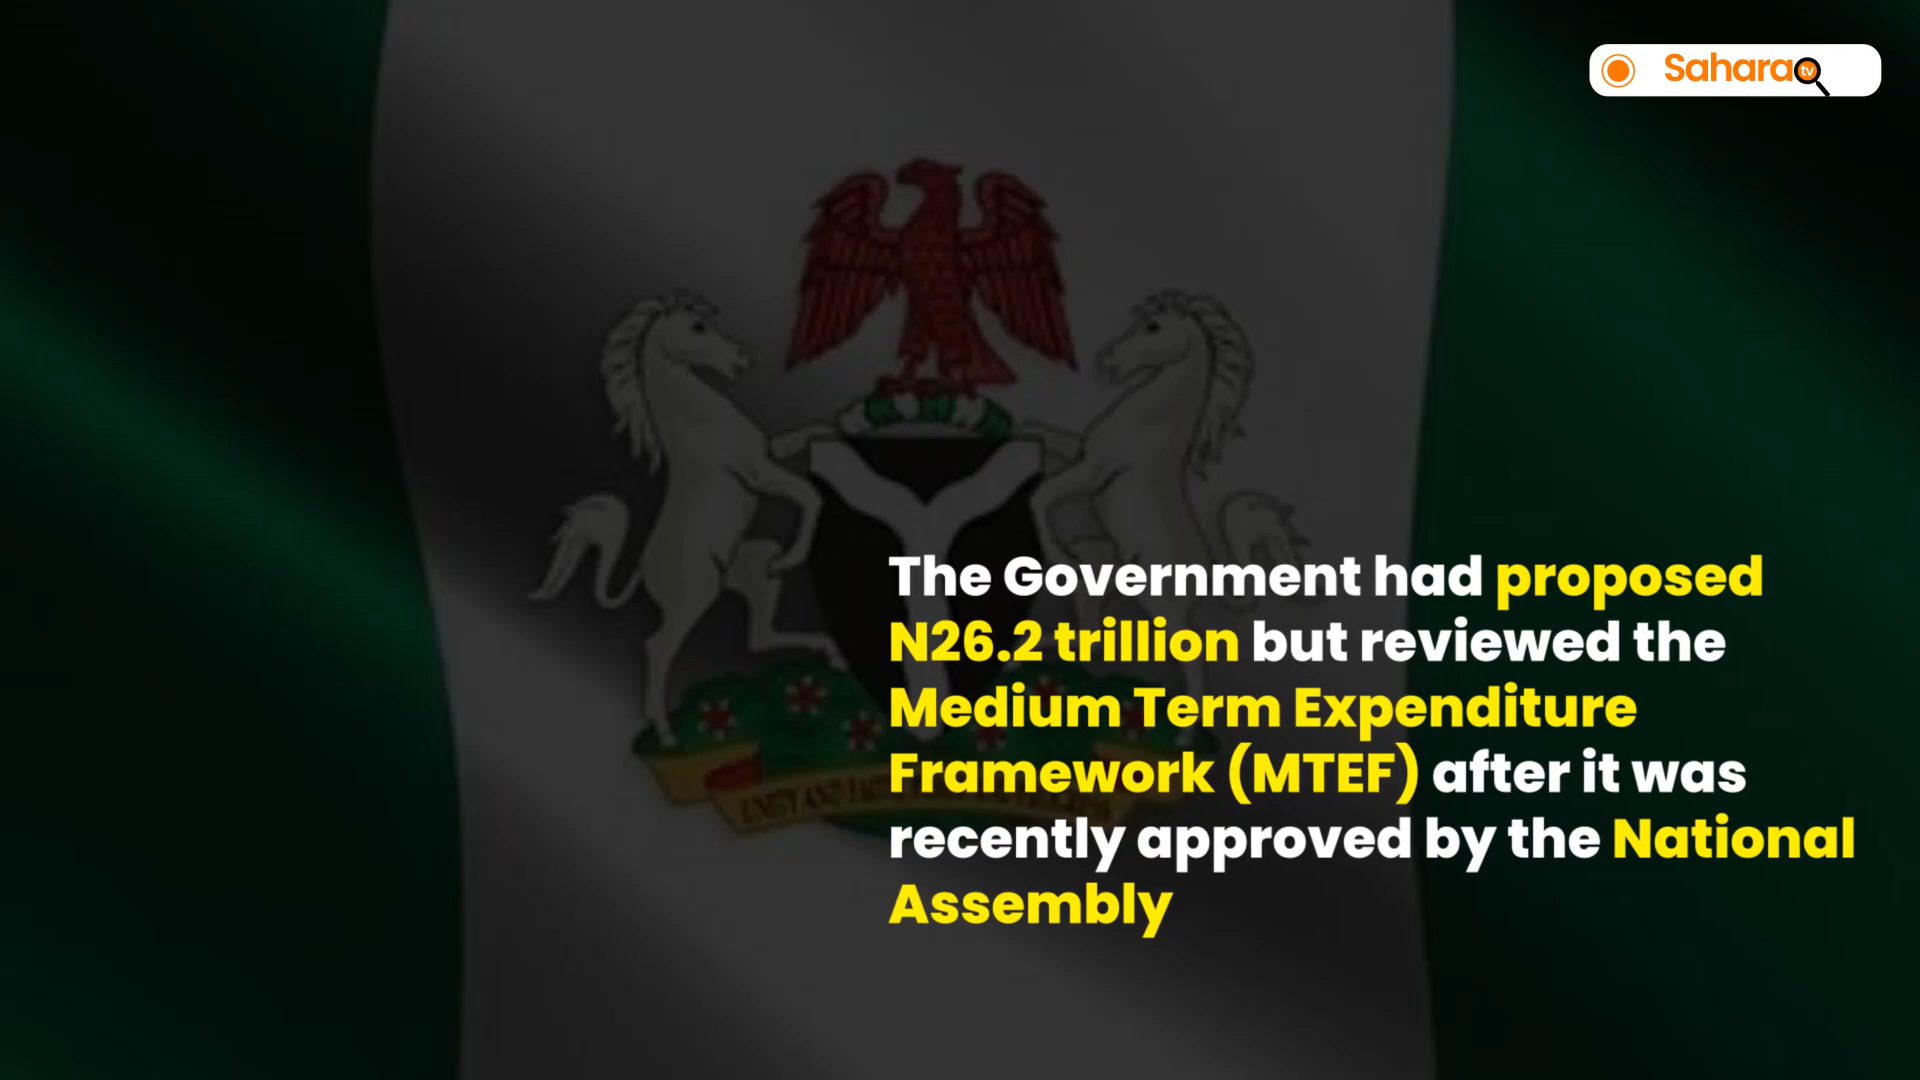 Sahara tv
The Government had proposed
N26.2 trillion but reviewed the
Medium Term Expenditure
Framework (MTEF) after it was
recently approved by the National
Assembly